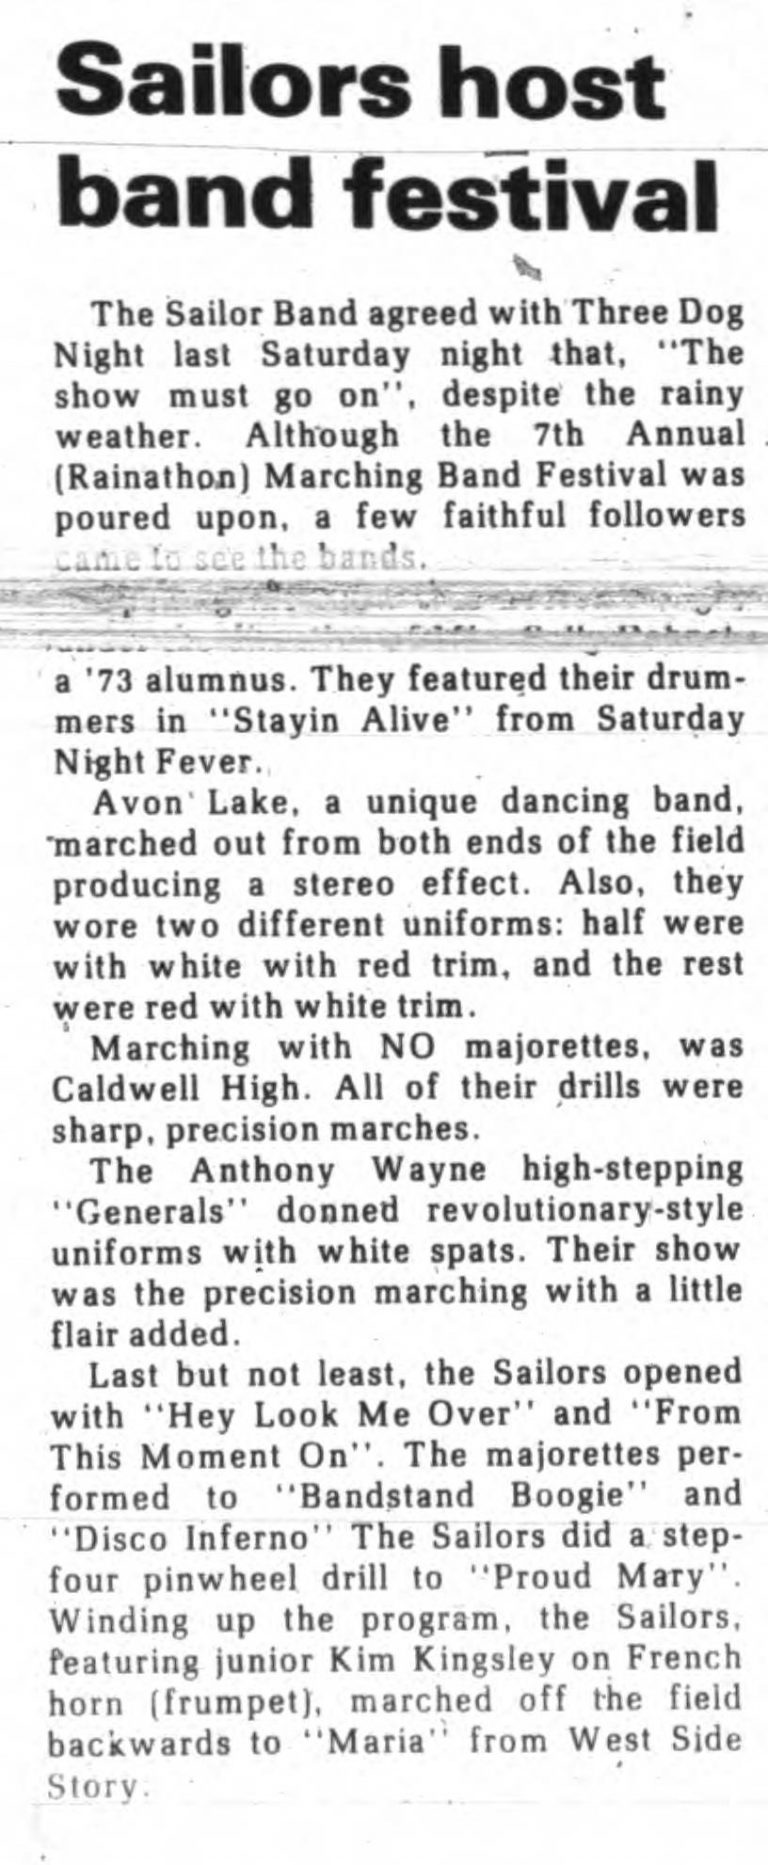 Sailors host
band festival
The Sailor Band agreed with Three Dog
Night last Saturday night that, "The
show must go on", despite the rainy
weather. Although the 7th Annual
(Rainathon) Marching Band Festival was
poured upon, a few faithful followers
came to see the bands.
a '73 alumnus. They featured their drum-
mers in "Stayin Alive" from Saturday
Night Fever.
Avon Lake, a unique dancing band,
marched out from both ends of the field
producing a stereo effect. Also, they
wore two different uniforms: half were
with white with red trim, and the rest
were red with white trim.
Marching with NO majorettes, was
Caldwell High. All of their drills were
sharp, precision marches.
The Anthony Wayne high-stepping
"Generals" donned revolutionary-style
uniforms with white spats. Their show
was the precision marching with a little
flair added.
Last but not least, the Sailors opened
with "Hey Look Me Over" and "From
This Moment On". The majorettes per-
formed to "Bandstand Boogie" and
"Disco Inferno" The Sailors did a step-
four pinwheel drill to "Proud Mary".
Winding up the program, the Sailors,
featuring junior Kim Kingsley on French
horn (frumpet), marched off the field
backwards to "Maria" from West Side
Story.